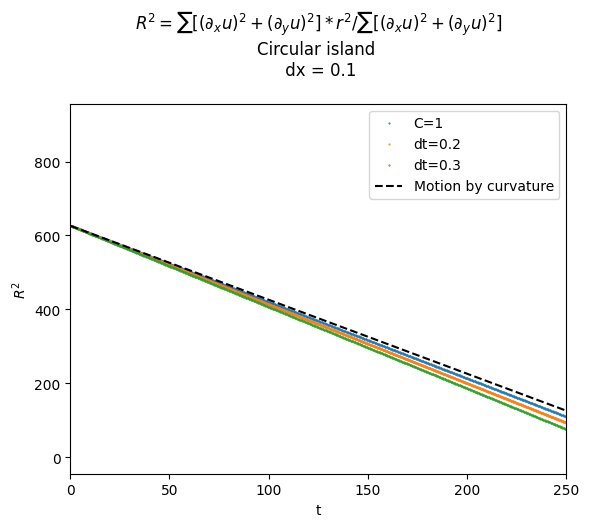 R² = ∑[(∂ₓu)² + (∂ᵧu)²] * r²/∑[(∂ₓu)² + (∂ᵧu)²]
Circular island
dx = 0.1
C=1
dt=0.2
dt=0.3
Motion by curvature
800
600
400
200
0
R²
0 50 100 150 200 250
t